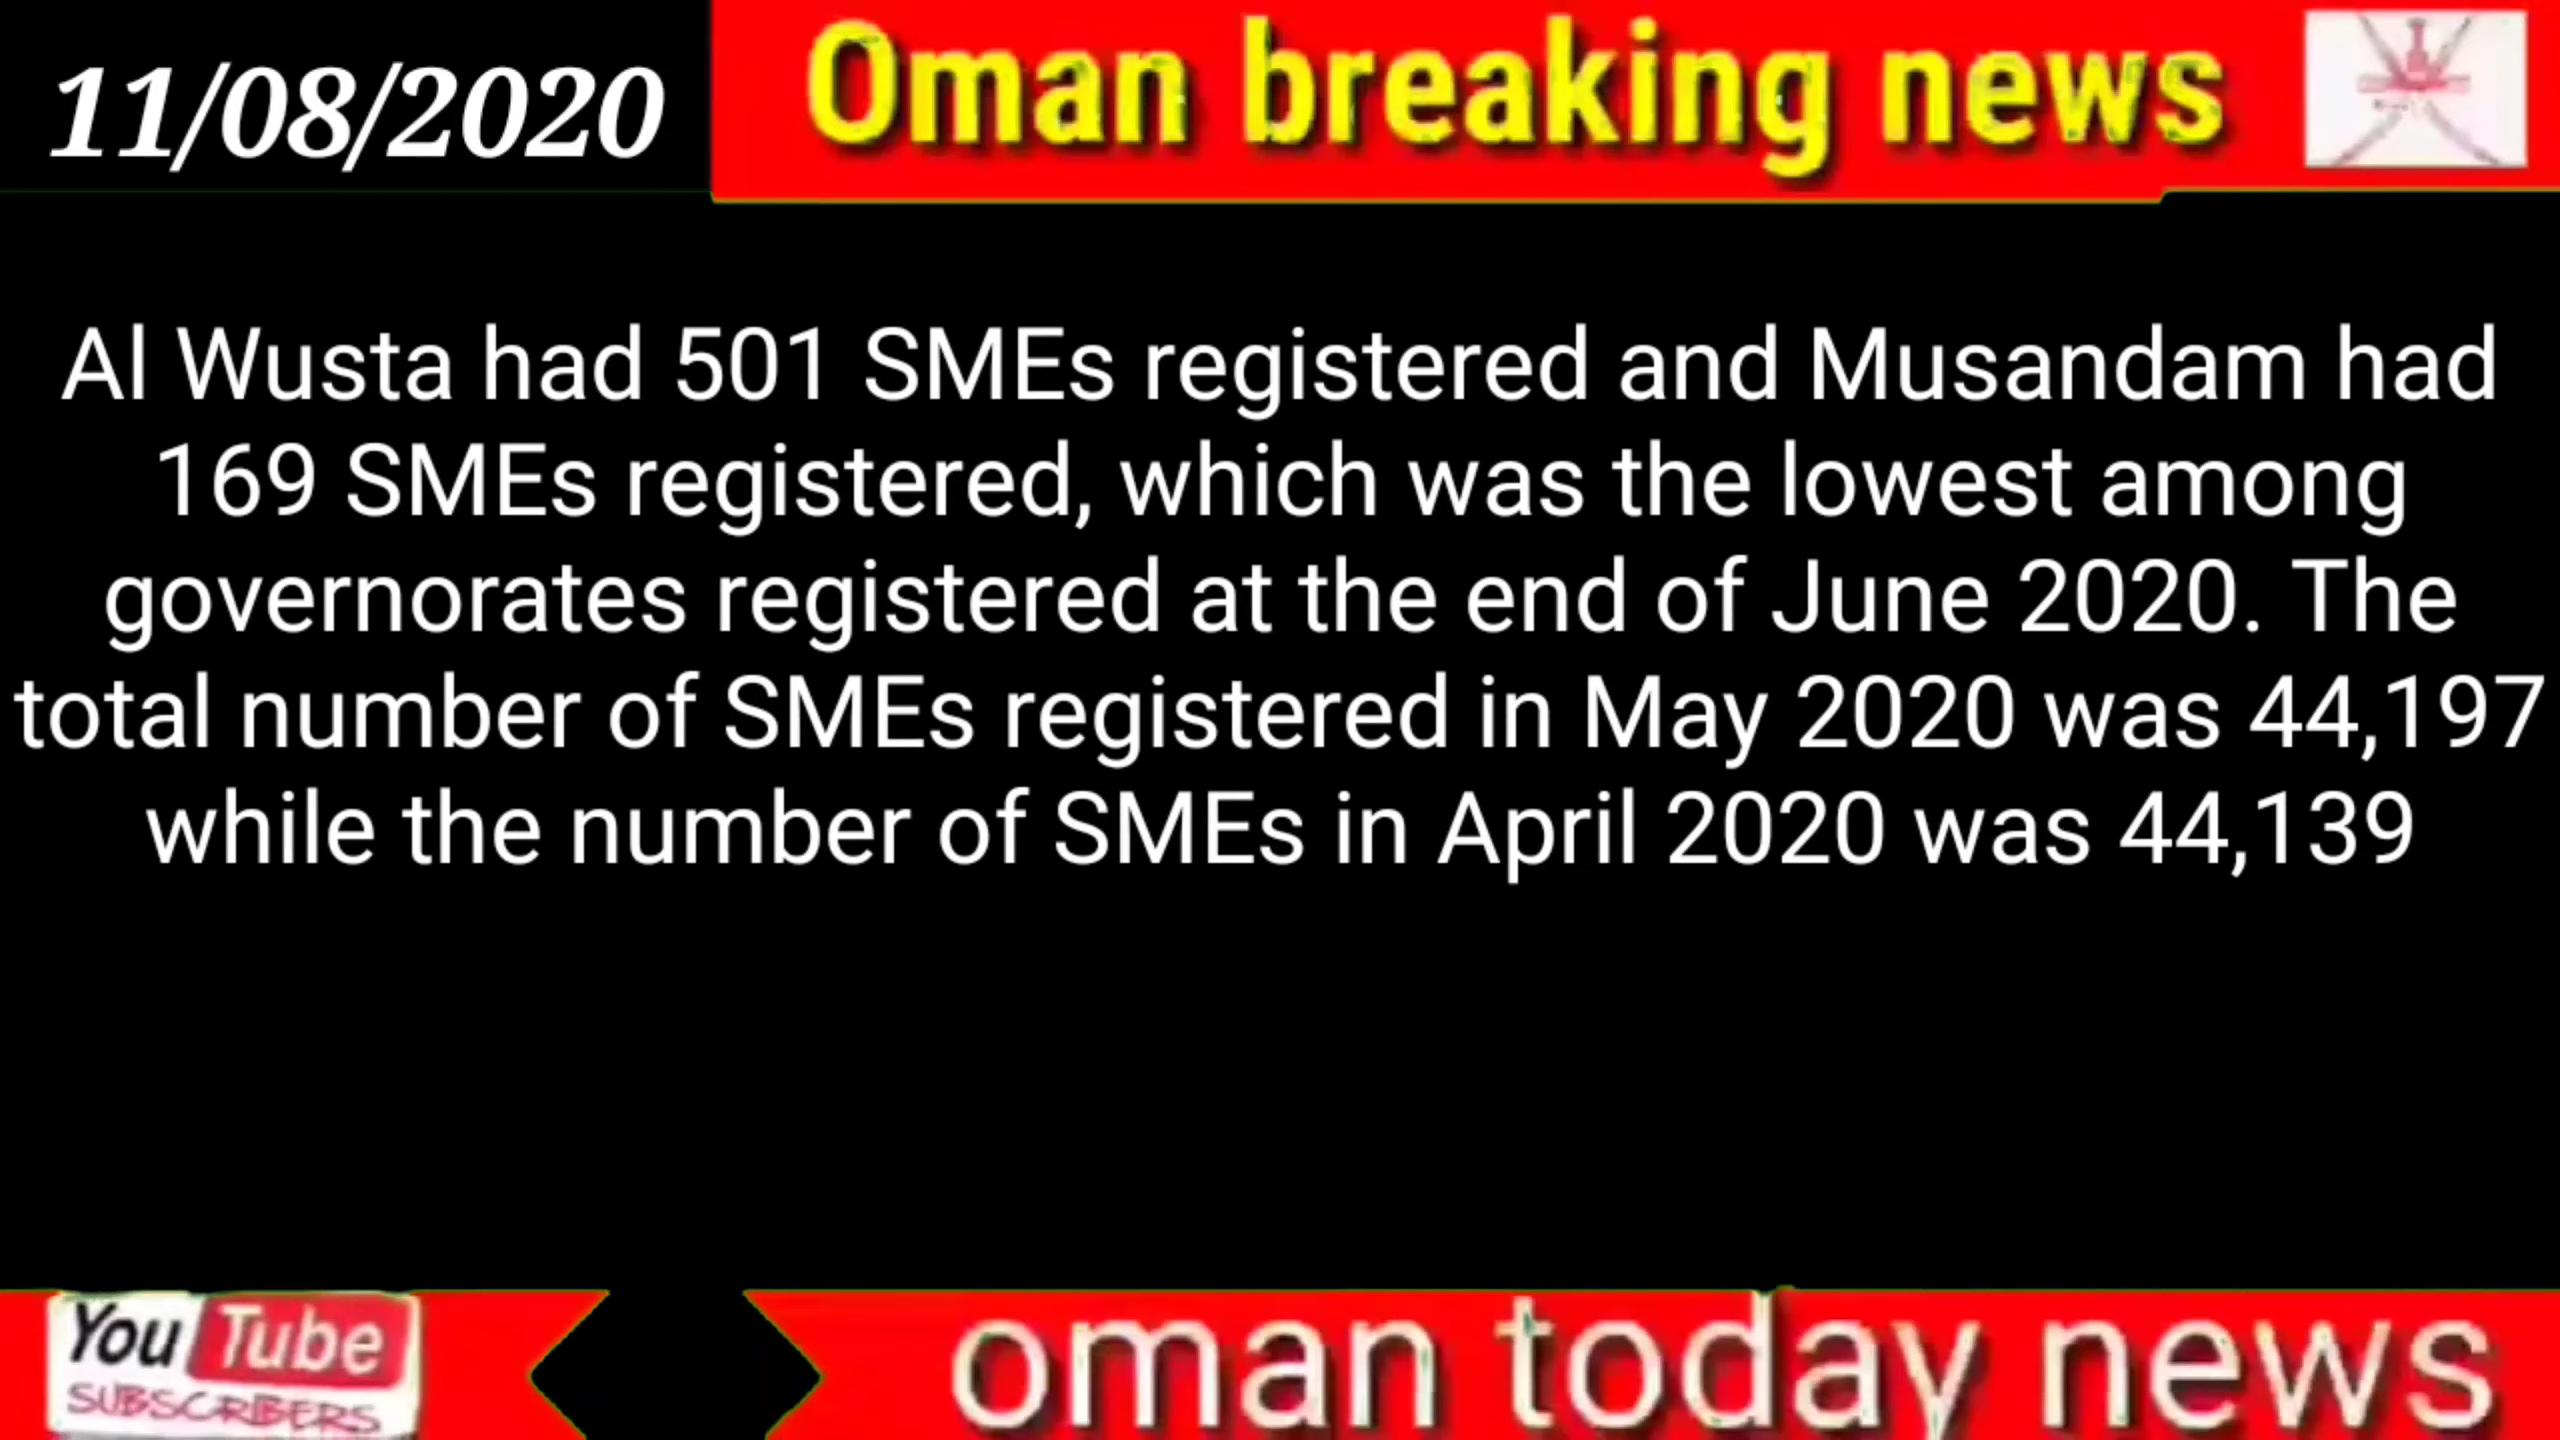 11/08/2020
Oman breaking news
Al Wusta had 501 SMEs registered and Musandam had
169 SMEs registered, which was the lowest among
governorates registered at the end of June 2020. The
total number of SMEs registered in May 2020 was 44,197
while the number of SMEs in April 2020 was 44,139
YouTube
SUBSCRIBERS
oman today news